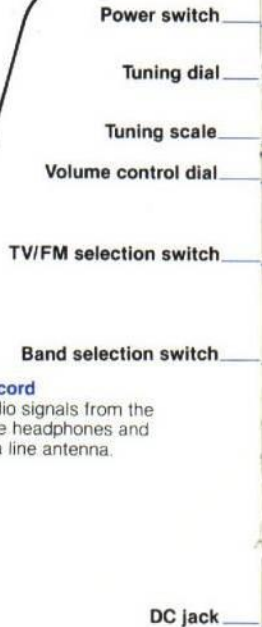 Power switch
Tuning dial
Tuning scale
Volume control dial
TV/FM selection switch
Band selection switch
cord
signals from the
headphones and
line antenna.
DC jack